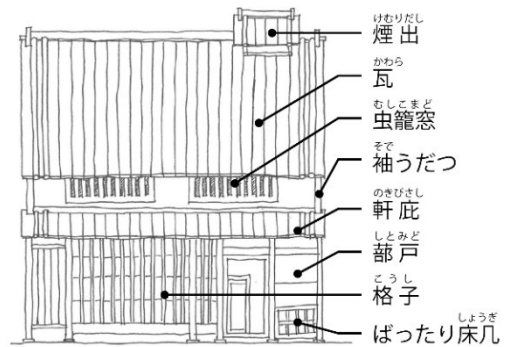 けむりだし
煙出
かわら
瓦
むしこまど
虫籠窓
そで
袖うだつ
のきびさし
軒庇
しとみど
蔀戸
こうし
格子
しょうぎ
ばったり床几